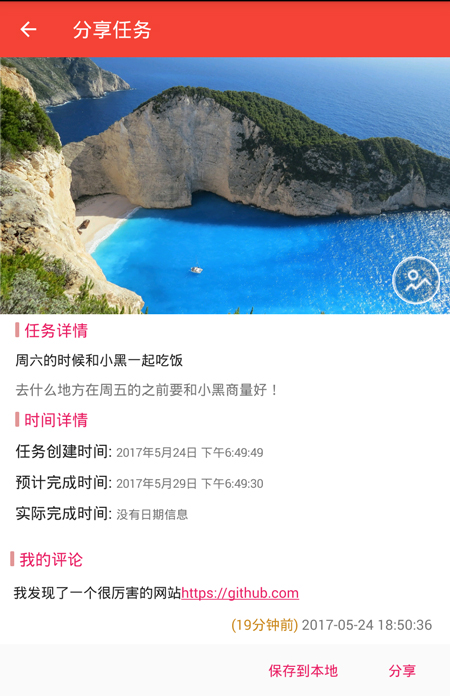 分享任务
任务详情
周六的时候和小黑一起吃饭
去什么地方在周五的之前要和小黑商量好！
时间详情
任务创建时间: 2017年5月24日 下午6:49:49
预计完成时间: 2017年5月29日 下午6:49:30
实际完成时间: 没有日期信息
我的评论
我发现了一个很厉害的网站https://github.com
(19分钟前) 2017-05-24 18:50:36
保存到本地 分享